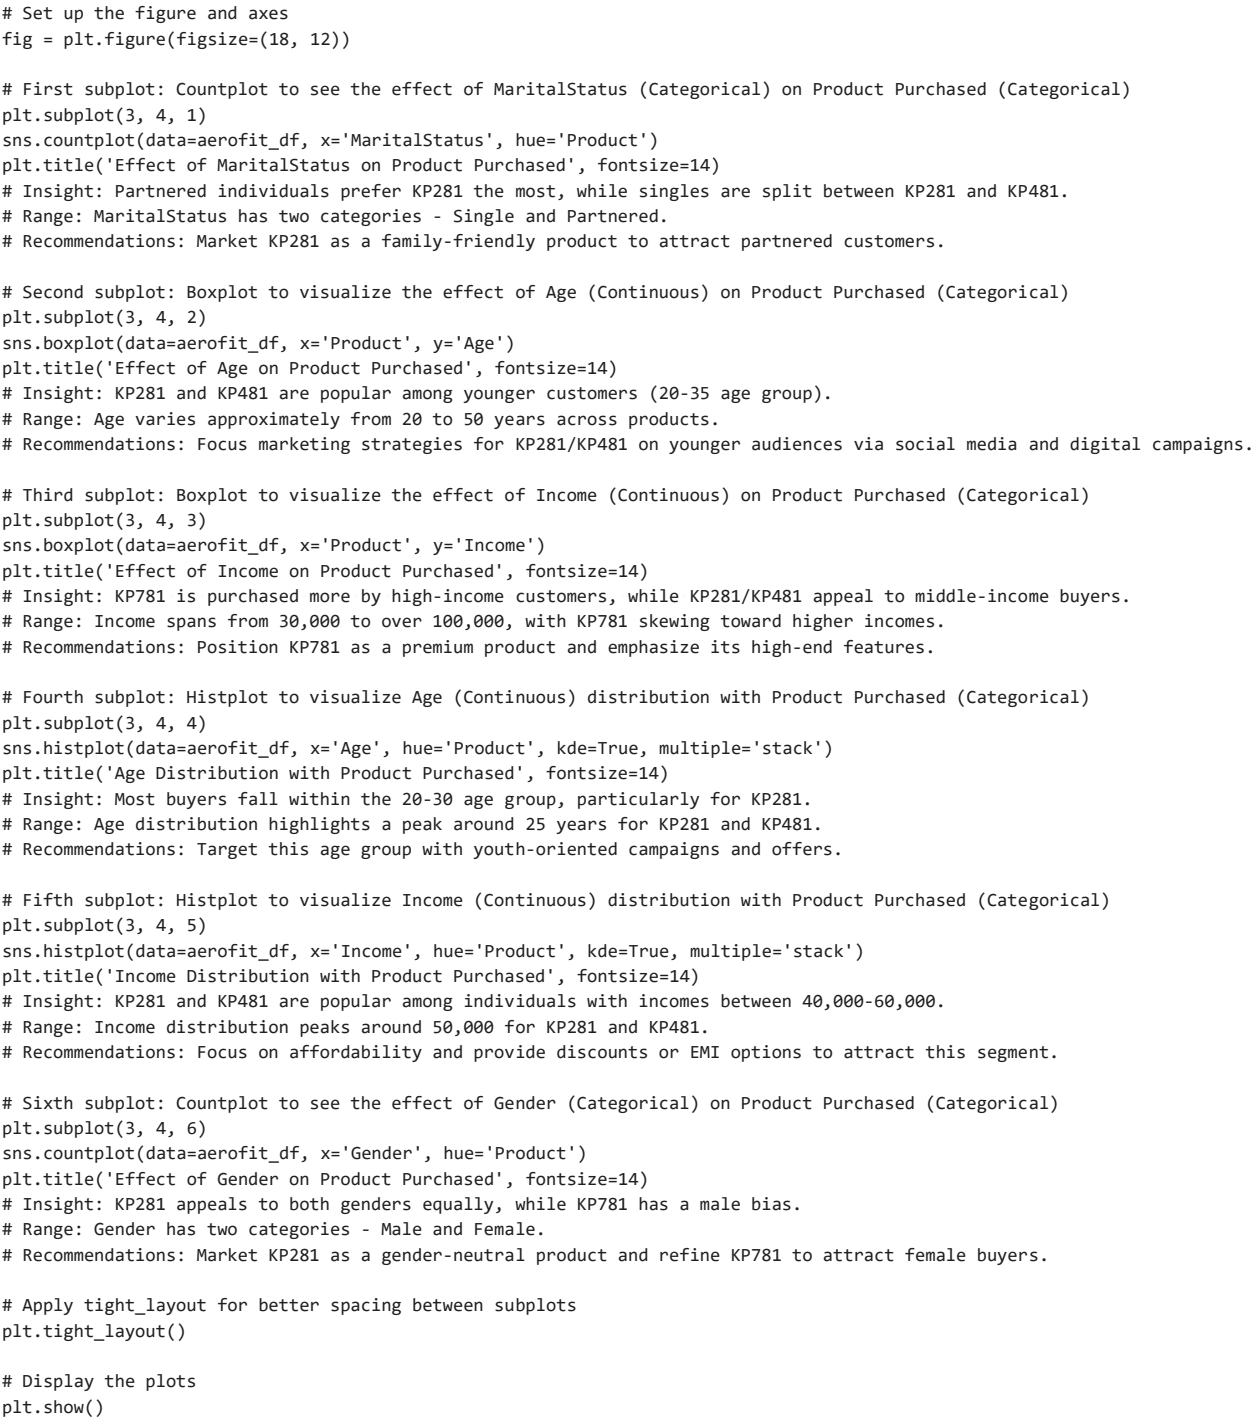 # Set up the figure and axes
fig = plt.figure(figsize=(18, 12))
# First subplot: Countplot to see the effect of MaritalStatus (Categorical) on Product Purchased (Categorical)
plt.subplot(3, 4, 1)
sns.countplot(data=aerofit_df, x='MaritalStatus', hue='Product')
plt.title('Effect of MaritalStatus on Product Purchased', fontsize=14)
# Insight: Partnered individuals prefer KP281 the most, while singles are split between KP281 and KP481.
# Range: MaritalStatus has two categories - Single and Partnered.
# Recommendations: Market KP281 as a family-friendly product to attract partnered customers.
# Second subplot: Boxplot to visualize the effect of Age (Continuous) on Product Purchased (Categorical)
plt.subplot(3, 4, 2)
sns.boxplot(data=aerofit_df, x='Product', y='Age')
plt.title('Effect of Age on Product Purchased', fontsize=14)
# Insight: KP281 and KP481 are popular among younger customers (20-35 age group).
# Range: Age varies approximately from 20 to 50 years across products.
# Recommendations: Focus marketing strategies for KP281/KP481 on younger audiences via social media and digital campaigns.
# Third subplot: Boxplot to visualize the effect of Income (Continuous) on Product Purchased (Categorical)
plt.subplot(3, 4, 3)
sns.boxplot(data=aerofit_df, x='Product', y='Income')
plt.title('Effect of Income on Product Purchased', fontsize=14)
# Insight: KP781 is purchased more by high-income customers, while KP281/KP481 appeal to middle-income buyers.
# Range: Income spans from 30,000 to over 100,000, with KP781 skewing toward higher incomes.
# Recommendations: Position KP781 as a premium product and emphasize its high-end features.
# Fourth subplot: Histplot to visualize Age (Continuous) distribution with Product Purchased (Categorical)
plt.subplot(3, 4, 4)
sns.histplot(data=aerofit_df, x='Age', hue='Product', kde=True, multiple='stack')
plt.title('Age Distribution with Product Purchased', fontsize=14)
# Insight: Most buyers fall within the 20-30 age group, particularly for KP281.
# Range: Age distribution highlights a peak around 25 years for KP281 and KP481.
# Recommendations: Target this age group with youth-oriented campaigns and offers.
# Fifth subplot: Histplot to visualize Income (Continuous) distribution with Product Purchased (Categorical)
plt.subplot(3, 4, 5)
sns.histplot(data=aerofit_df, x='Income', hue='Product', kde=True, multiple='stack')
plt.title('Income Distribution with Product Purchased', fontsize=14)
# Insight: KP281 and KP481 are popular among individuals with incomes between 40,000-60,000.
# Range: Income distribution peaks around 50,000 for KP281 and KP481.
# Recommendations: Focus on affordability and provide discounts or EMI options to attract this segment.
# Sixth subplot: Countplot to see the effect of Gender (Categorical) on Product Purchased (Categorical)
plt.subplot(3, 4, 6)
sns.countplot(data=aerofit_df, x='Gender', hue='Product')
plt.title('Effect of Gender on Product Purchased', fontsize=14)
# Insight: KP281 appeals to both genders equally, while KP781 has a male bias.
# Range: Gender has two categories - Male and Female.
# Recommendations: Market KP281 as a gender-neutral product and refine KP781 to attract female buyers.
# Apply tight_layout for better spacing between subplots
plt.tight_layout()
# Display the plots
plt.show()